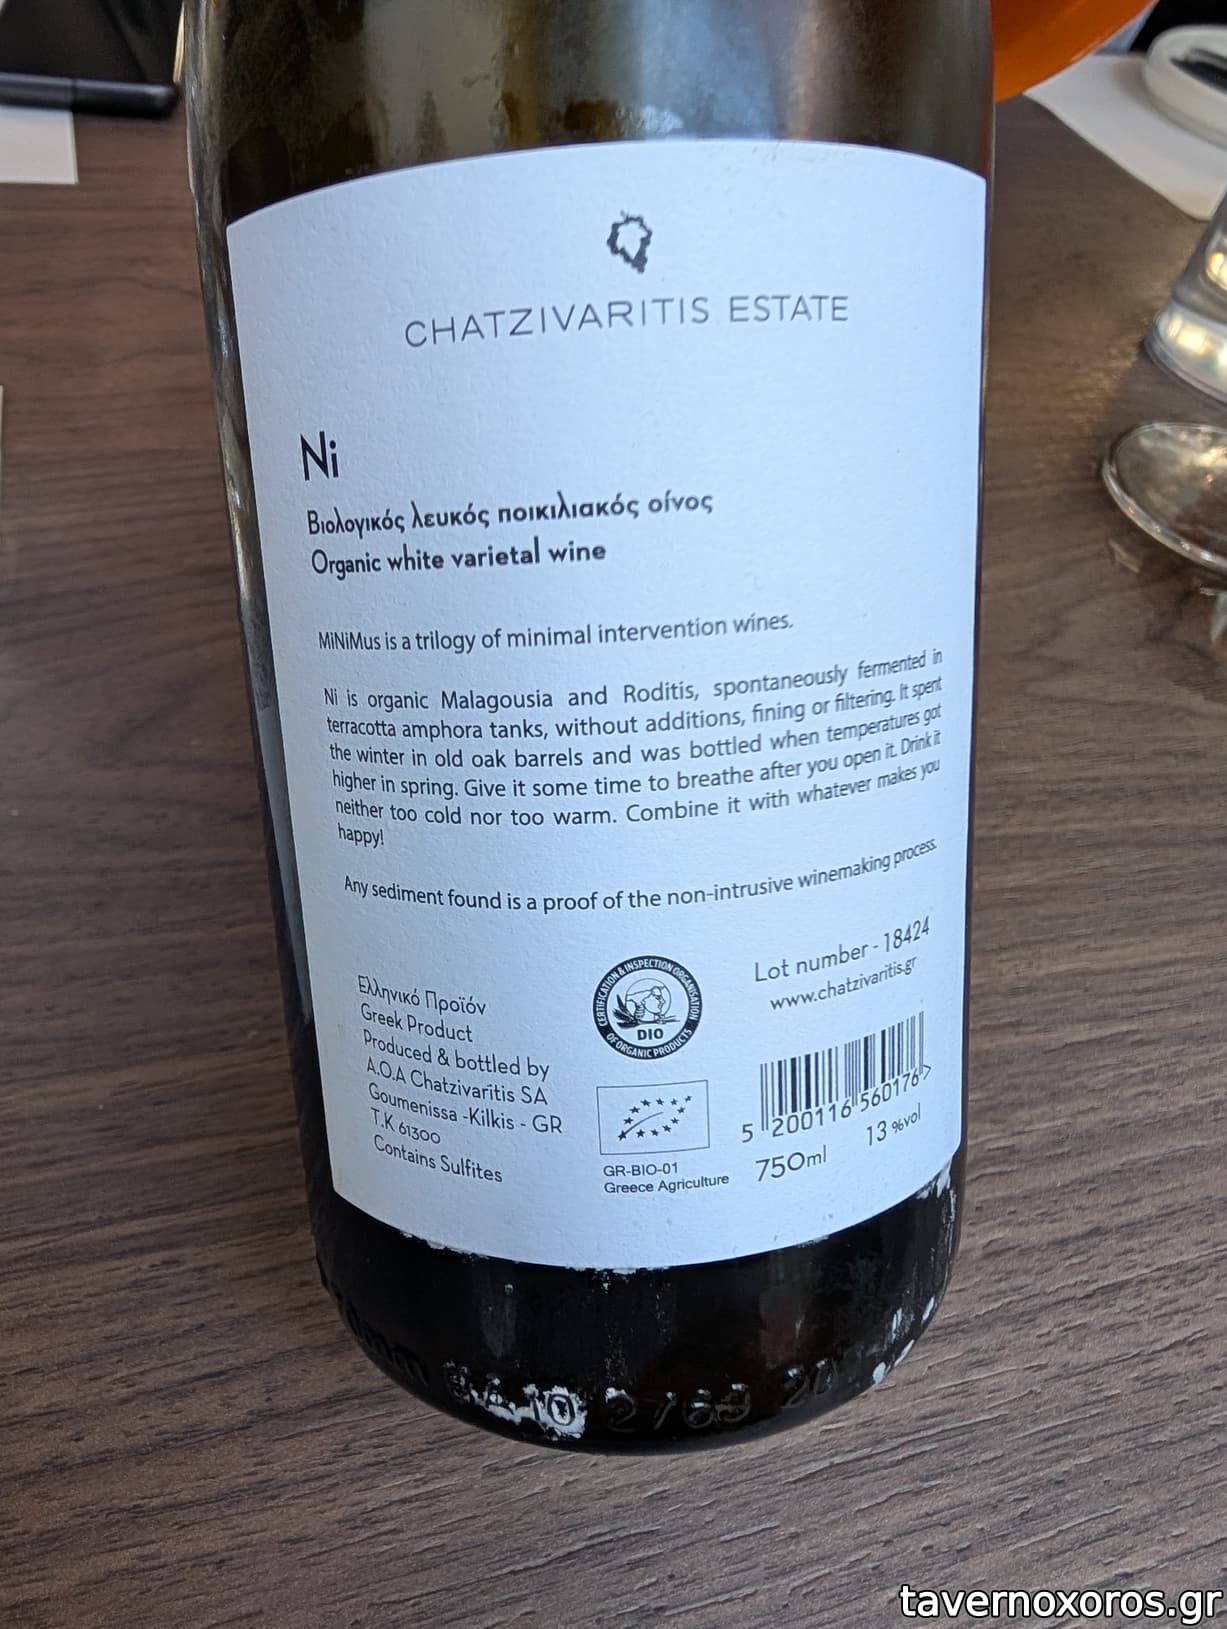 CHATZIVARITIS ESTATE
Ni
Βιολογικός λευκός ποικιλιακός οίνος
Organic white varietal wine
MiNiMus is a trilogy of minimal intervention wines.
Ni is organic Malagousia and Roditis, spontaneously fermented in
terracotta amphora tanks, without additions, fining or filtering. It spent
the winter in old oak barrels and was bottled when temperatures got
higher in spring. Give it some time to breathe after you open it. Drink it
neither too cold nor too warm. Combine it with whatever makes you
happy!
Any sediment found is a proof of the non-intrusive winemaking process.
Ελληνικό Προϊόν
Greek Product
Produced & bottled by
A.O.A Chatzivaritis SA
Goumenissa -Kilkis - GR
T.K 61300
Contains Sulfites
CERTIFICATION & INSPECTION ORGANISATION
OF ORGANIC PRODUCTS
DIO
GR-BIO-01
Greece Agriculture
Lot number - 18424
www.chatzivaritis.gr
5 200116 560176 >
750ml
13 %vol
tavernoxoros.gr